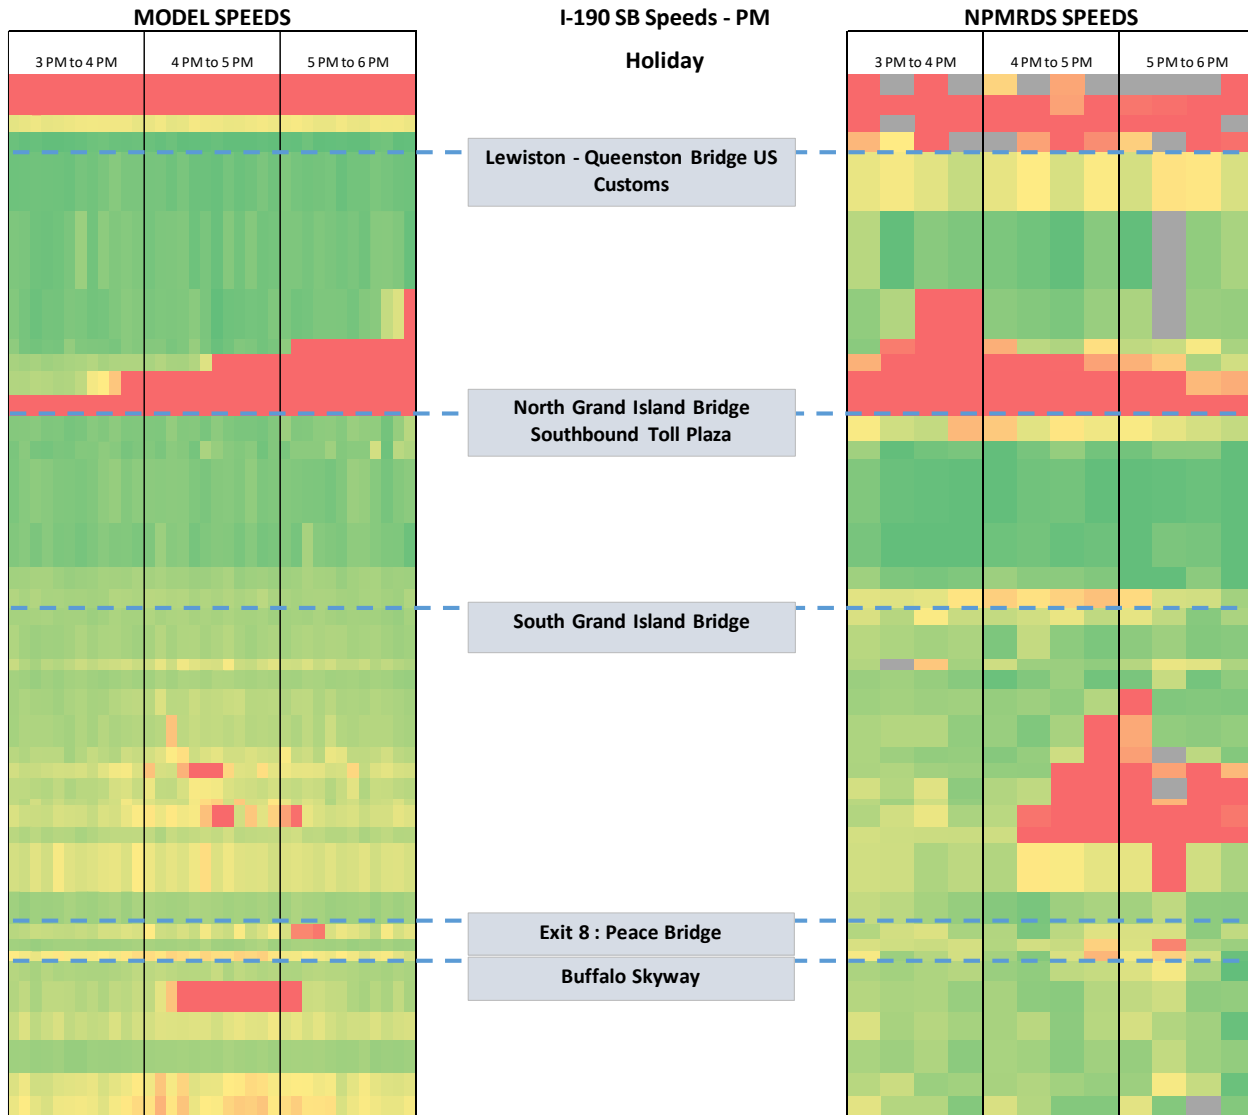 MODEL SPEEDS
I-190 SB Speeds - PM
NPMRDS SPEEDS
Holiday
3 PM to 4 PM
4 PM to 5 PM
5 PM to 6 PM
3 PM to 4 PM
4 PM to 5 PM
5 PM to 6 PM
Lewiston - Queenston Bridge US
Customs
North Grand Island Bridge
Southbound Toll Plaza
South Grand Island Bridge
Exit 8 : Peace Bridge
Buffalo Skyway